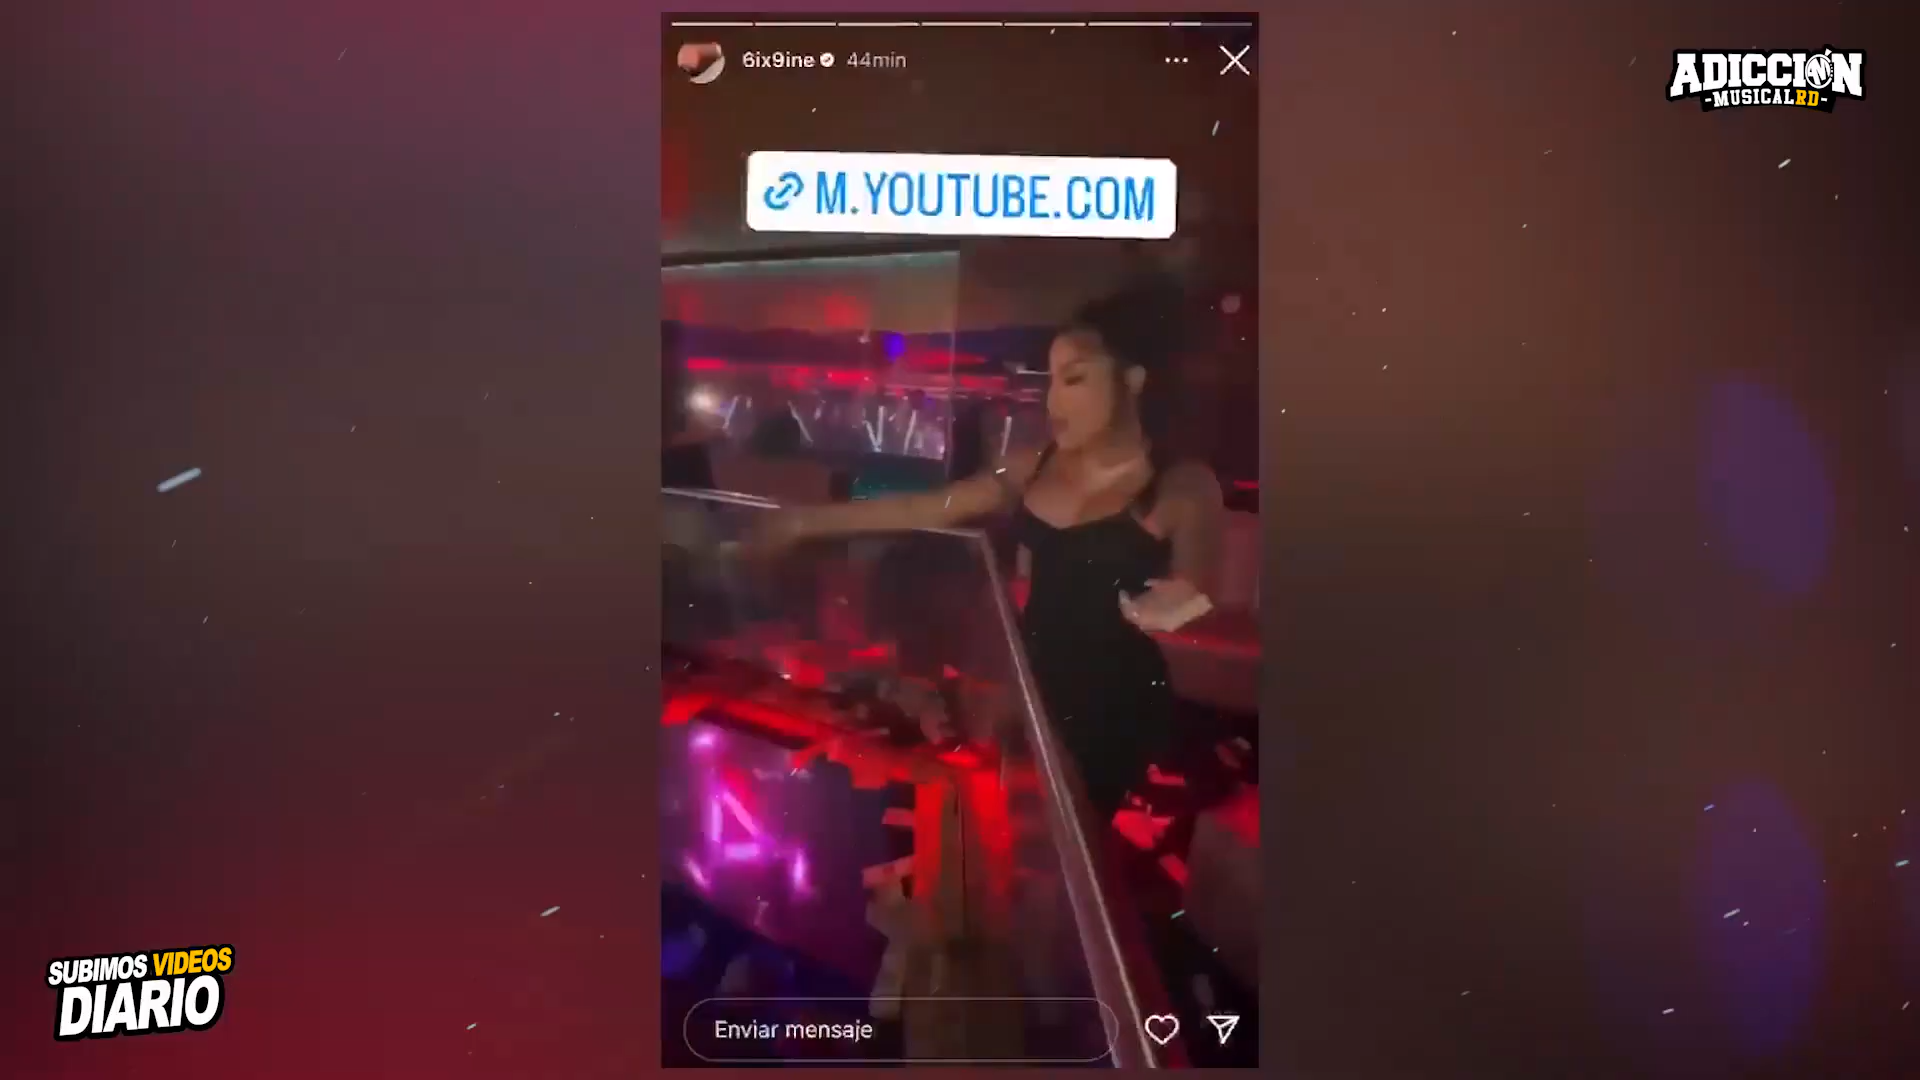 6ix9ine 44min
M.YOUTUBE.COM
ADICCIÓN
-MUSICALRD-
SUBIMOS VIDEOS
DIARIO
Enviar mensaje